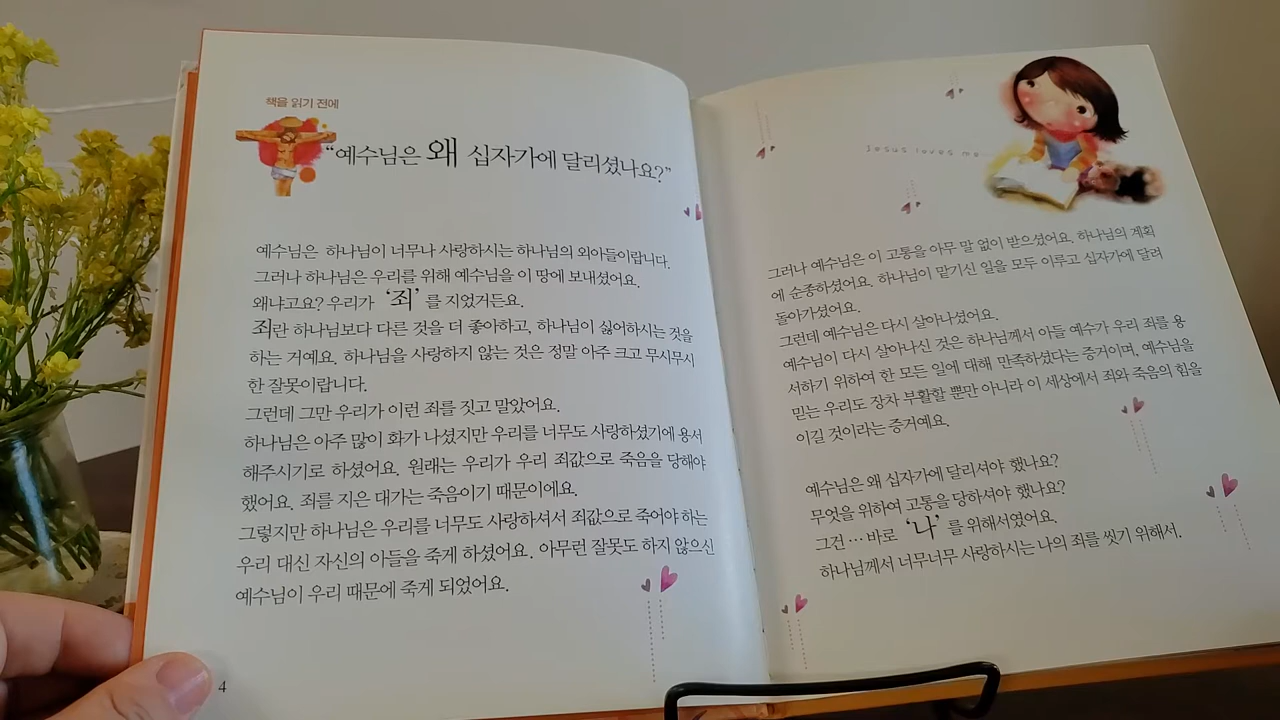 책을 읽기 전에
“예수님은 왜 십자가에 달리셨나요?”
예수님은 하나님이 너무나 사랑하시는 하나님의 외아들이랍니다.
그러나 하나님은 우리를 위해 예수님을 이 땅에 보내셨어요.
왜냐고요? 우리가 ‘죄’를 지었거든요.
죄란 하나님보다 다른 것을 더 좋아하고, 하나님이 싫어하시는 것을
하는 거예요. 하나님을 사랑하지 않는 것은 정말 아주 크고 무시무시
한 잘못이랍니다.
그런데 그만 우리가 이런 죄를 짓고 말았어요.
하나님은 아주 많이 화가 나셨지만 우리를 너무도 사랑하셨기에 용서
해주시기로 하셨어요. 원래는 우리가 우리 죄값으로 죽음을 당해야
했어요. 죄를 지은 대가는 죽음이기 때문이에요.
그렇지만 하나님은 우리를 너무도 사랑하셔서 죄값으로 죽어야 하는
우리 대신 자신의 아들을 죽게 하셨어요. 아무런 잘못도 하지 않으신
예수님이 우리 때문에 죽게 되었어요.
4
Jesus loves me
그러나 예수님은 이 고통을 아무 말 없이 받으셨어요. 하나님의 계획
에 순종하셨어요. 하나님이 맡기신 일을 모두 이루고 십자가에 달려
돌아가셨어요.
그런데 예수님은 다시 살아나셨어요.
예수님이 다시 살아나신 것은 하나님께서 아들 예수가 우리 죄를 용
서하기 위하여 한 모든 일에 대해 만족하셨다는 증거이며, 예수님을
믿는 우리도 장차 부활할 뿐만 아니라 이 세상에서 죄와 죽음의 힘을
이길 것이라는 증거예요.
예수님은 왜 십자가에 달리셔야 했나요?
무엇을 위하여 고통을 당하셔야 했나요?
그건… 바로 ‘나’를 위해서였어요.
하나님께서 너무너무 사랑하시는 나의 죄를 씻기 위해서.